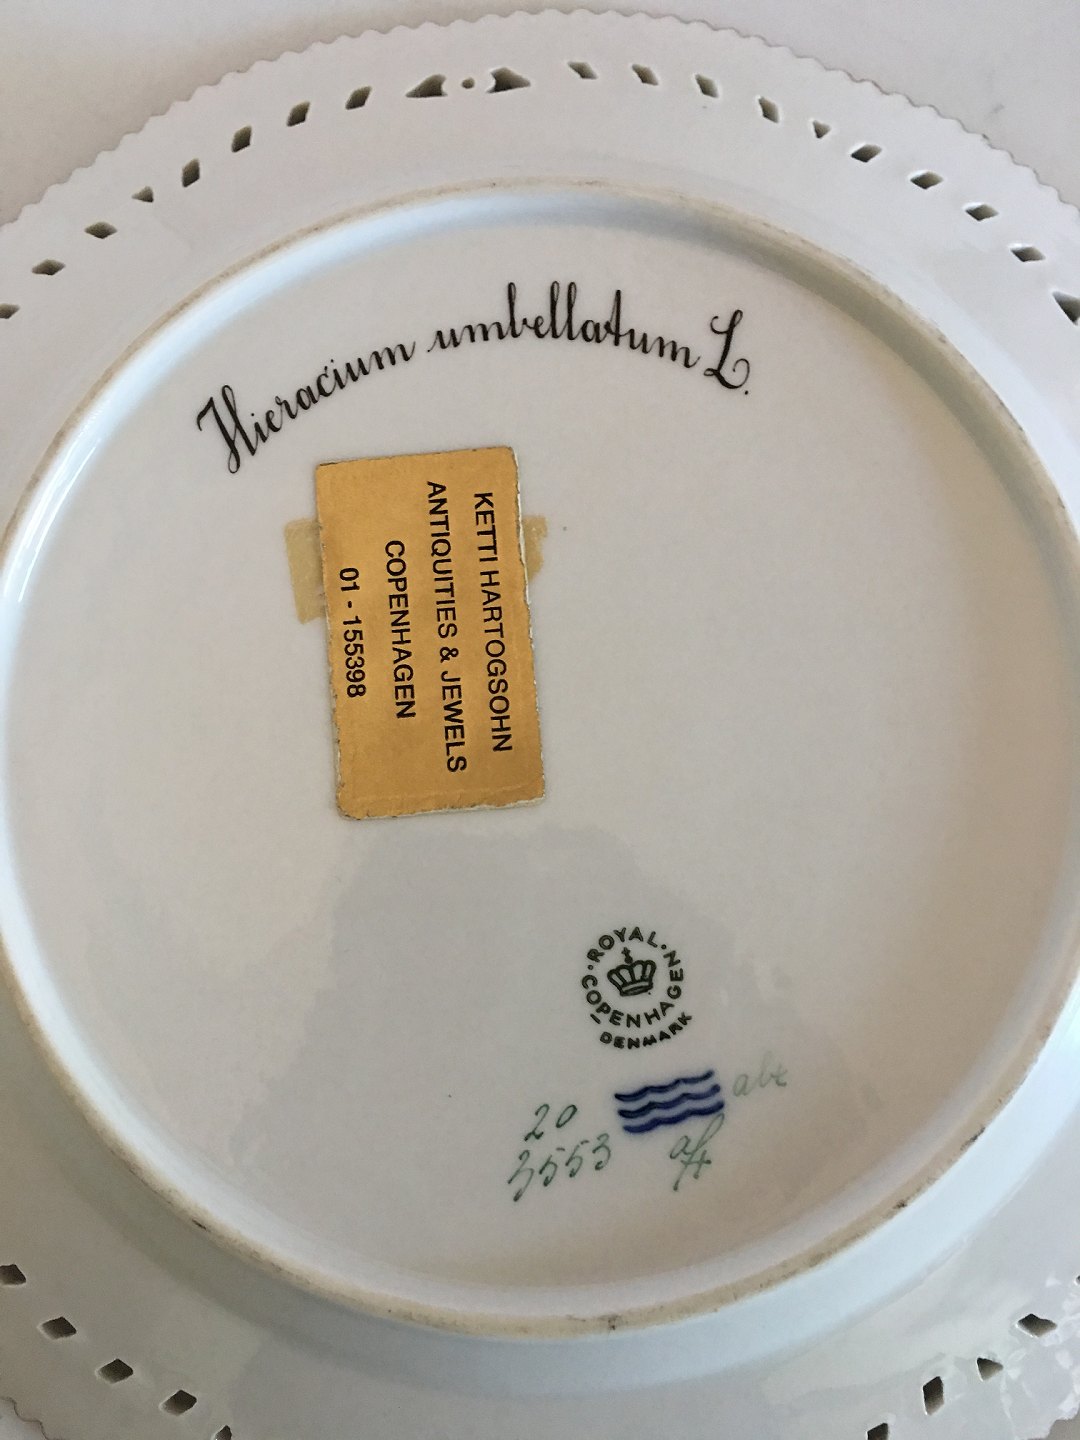 Hieracium umbellatum L.
KETTI HARTOGSOHN
ANTIQUITIES & JEWELS
COPENHAGEN
01 - 155398
ROYAL COPENHAGEN
DENMARK
20
3553